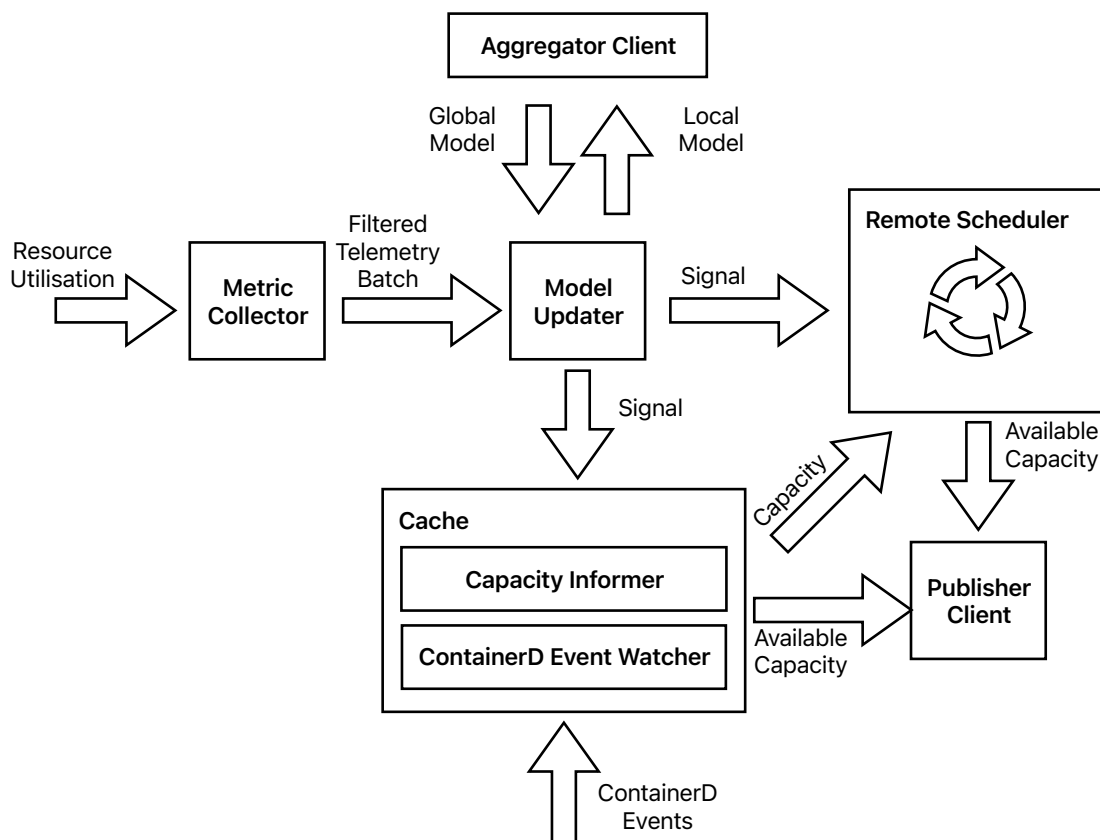 Aggregator Client
Global
Model
Local
Model
Remote Scheduler
Resource
Utilisation
Metric
Collector
Filtered
Telemetry
Batch
Model
Updater
Signal
Signal
Available
Capacity
Capacity
Cache
Capacity Informer
ContainerD Event Watcher
Available
Capacity
Publisher
Client
ContainerD
Events